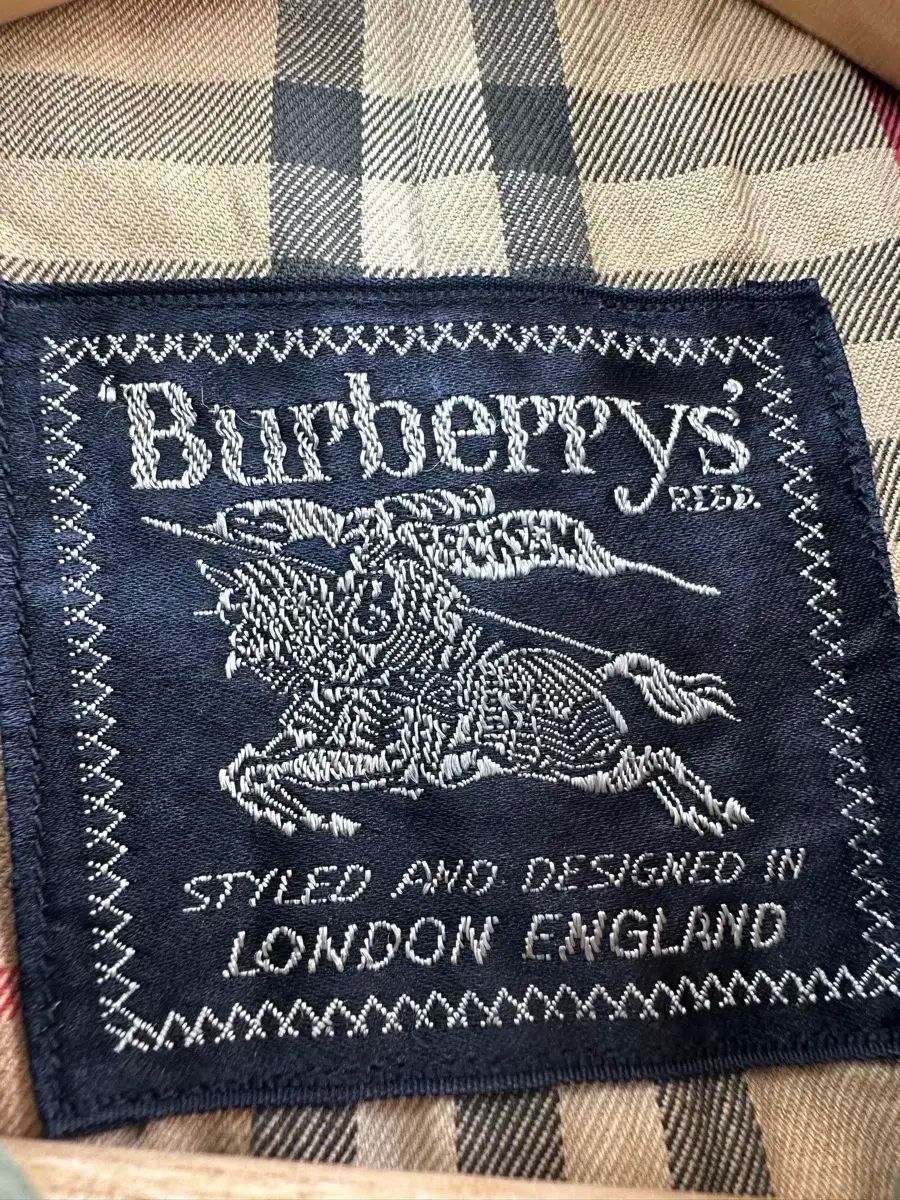 "Burberrys"
REGD.
STYLED AND DESIGNED IN
LONDON ENGLAND